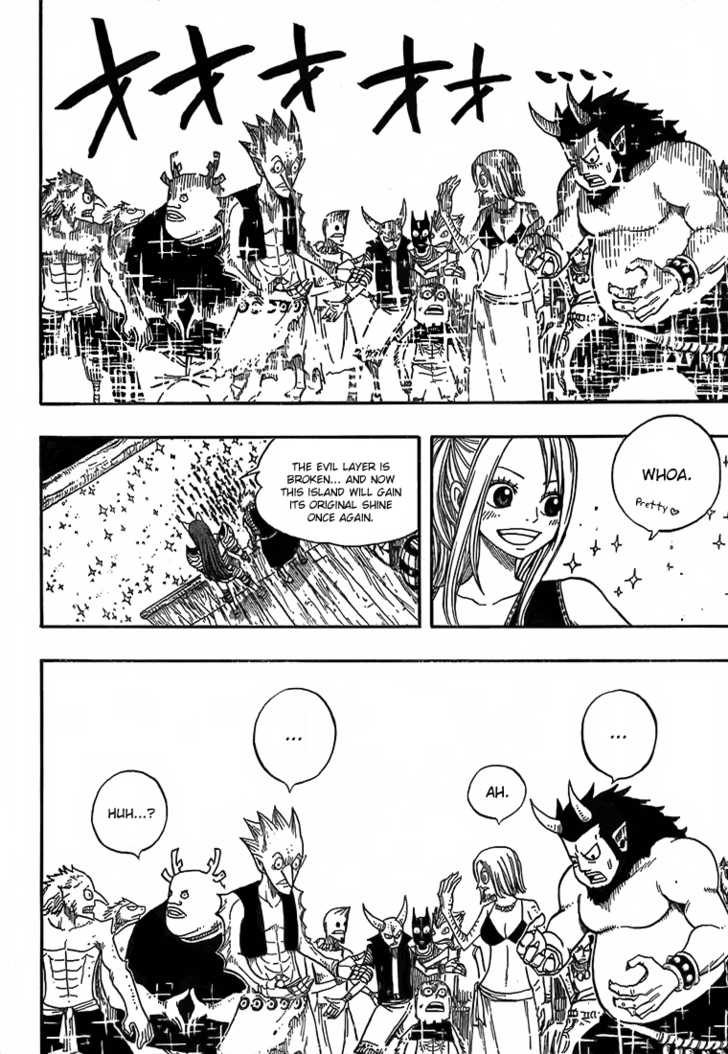 オオオオオ....
WHOA.
Pretty ♡
THE EVIL LAYER IS
BROKEN... AND NOW
THIS ISLAND WILL GAIN
ITS ORIGINAL SHINE
ONCE AGAIN.
...
AH.
...
HUH...?